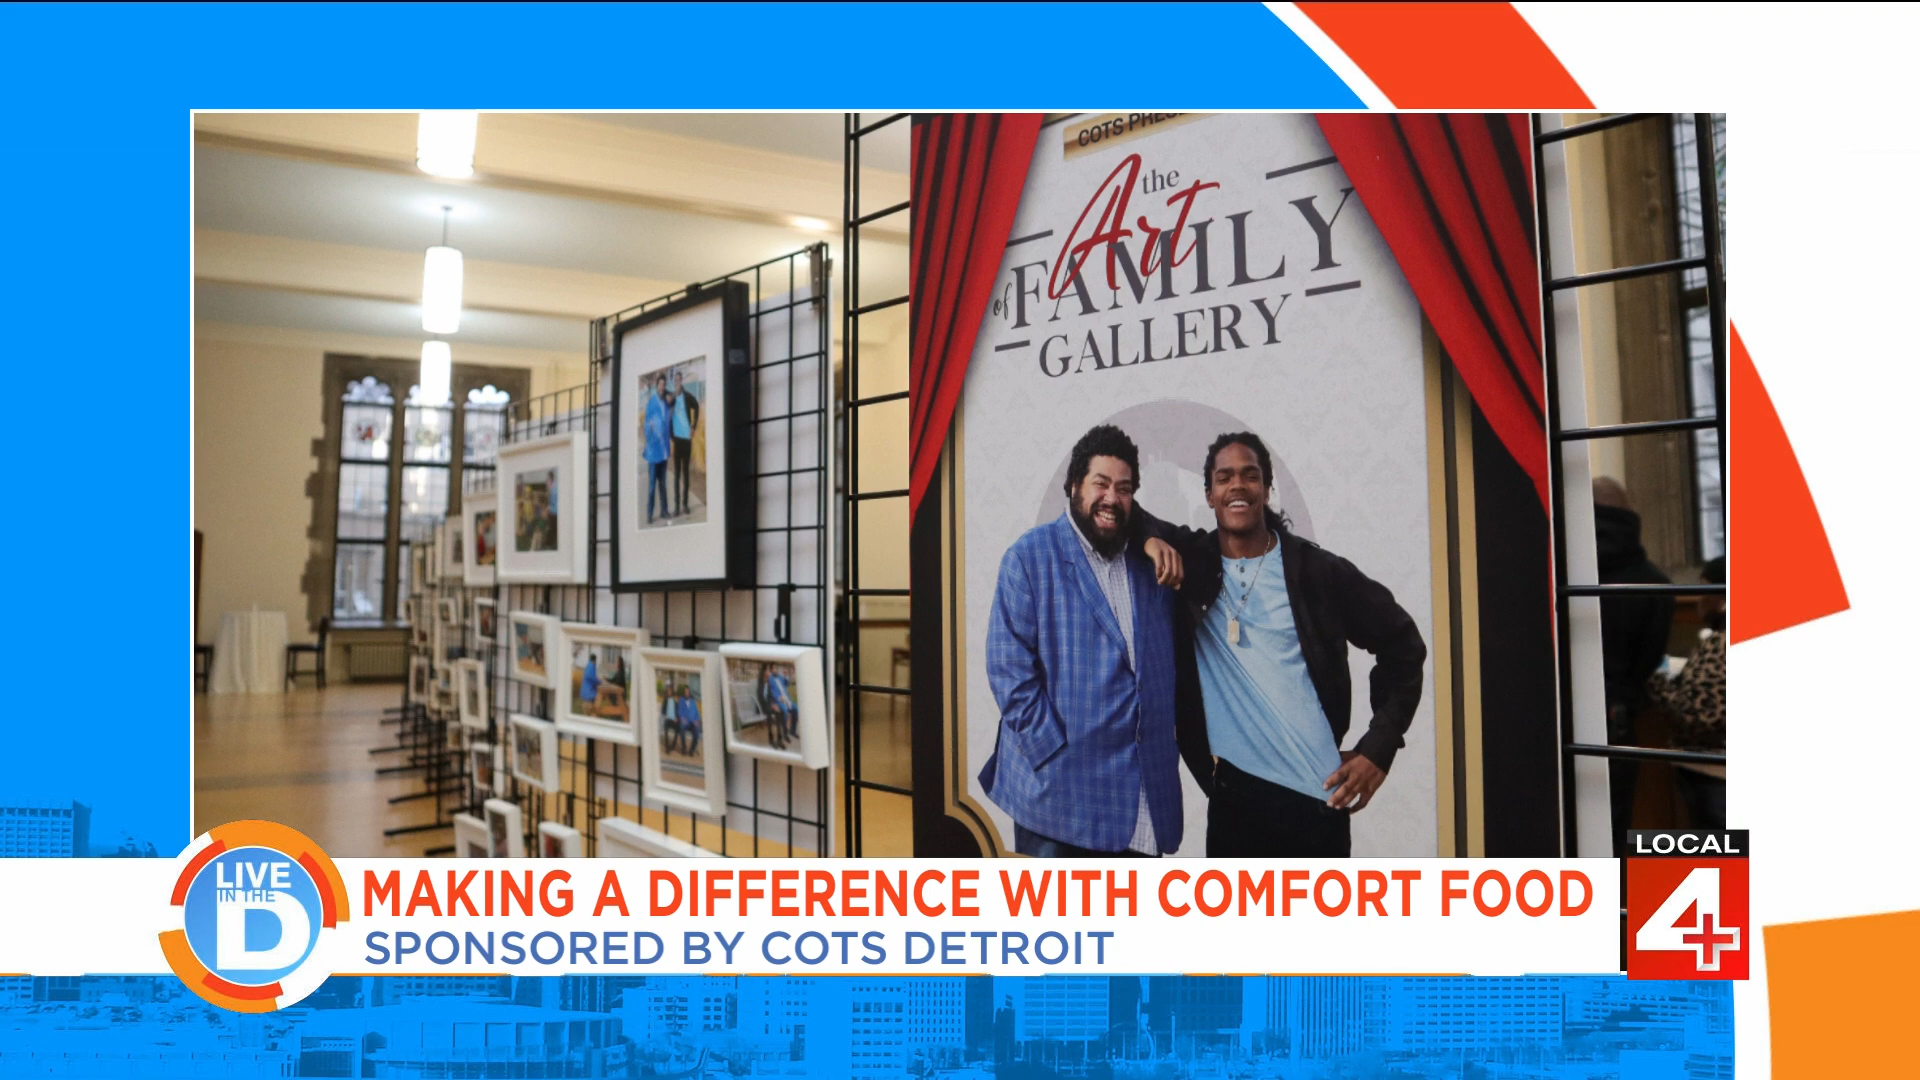 COTS
the
Art
of FAMILY
GALLERY
LIVE
IN THE
D
MAKING A DIFFERENCE WITH COMFORT FOOD
SPONSORED BY COTS DETROIT
LOCAL
4+